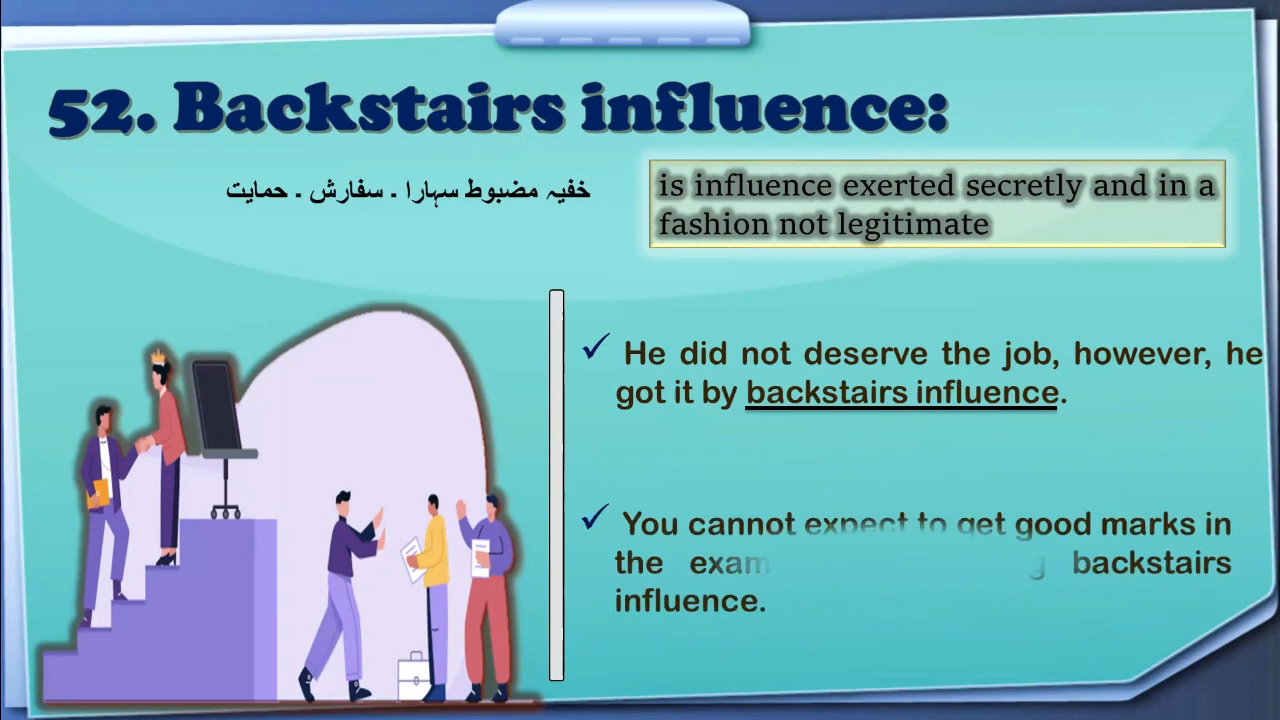 52. Backstairs influence:
خفیہ مضبوط سہارا ۔ سفارش ۔ حمایت
is influence exerted secretly and in a
fashion not legitimate
✓ He did not deserve the job, however, he
got it by backstairs influence.
✓ You cannot expect to get good marks in
the exam backstairs
influence.